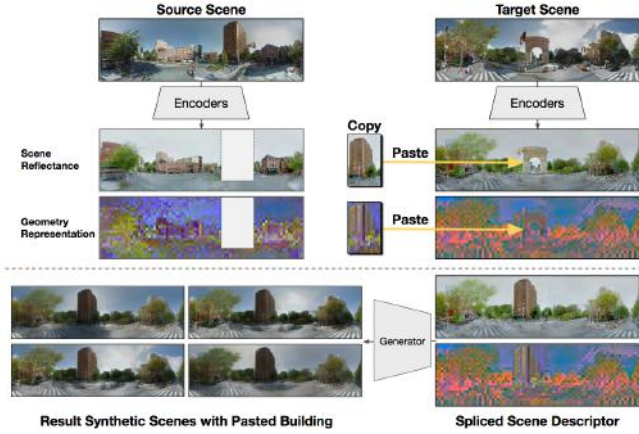 Source Scene
Target Scene
Encoders
Encoders
Scene
Reflectance
Copy
Paste
Geometry
Representation
Paste
Generator
Result Synthetic Scenes with Pasted Building
Spliced Scene Descriptor